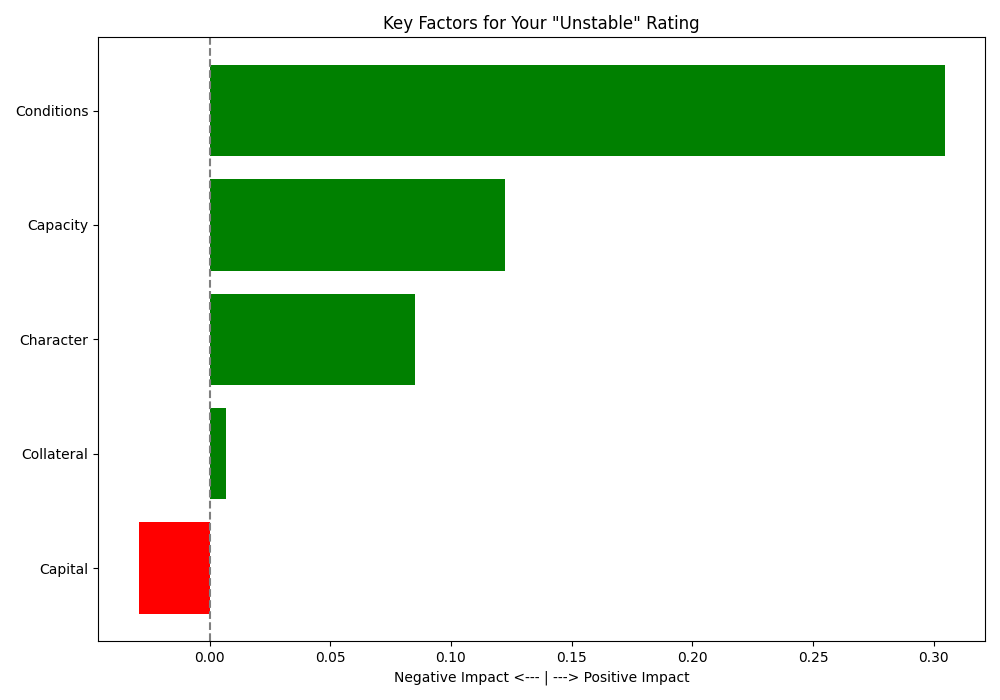 Key Factors for Your "Unstable" Rating
Conditions
Capacity
Character
Collateral
Capital
0.00 0.05 0.10 0.15 0.20 0.25 0.30
Negative Impact <--- | ---> Positive Impact